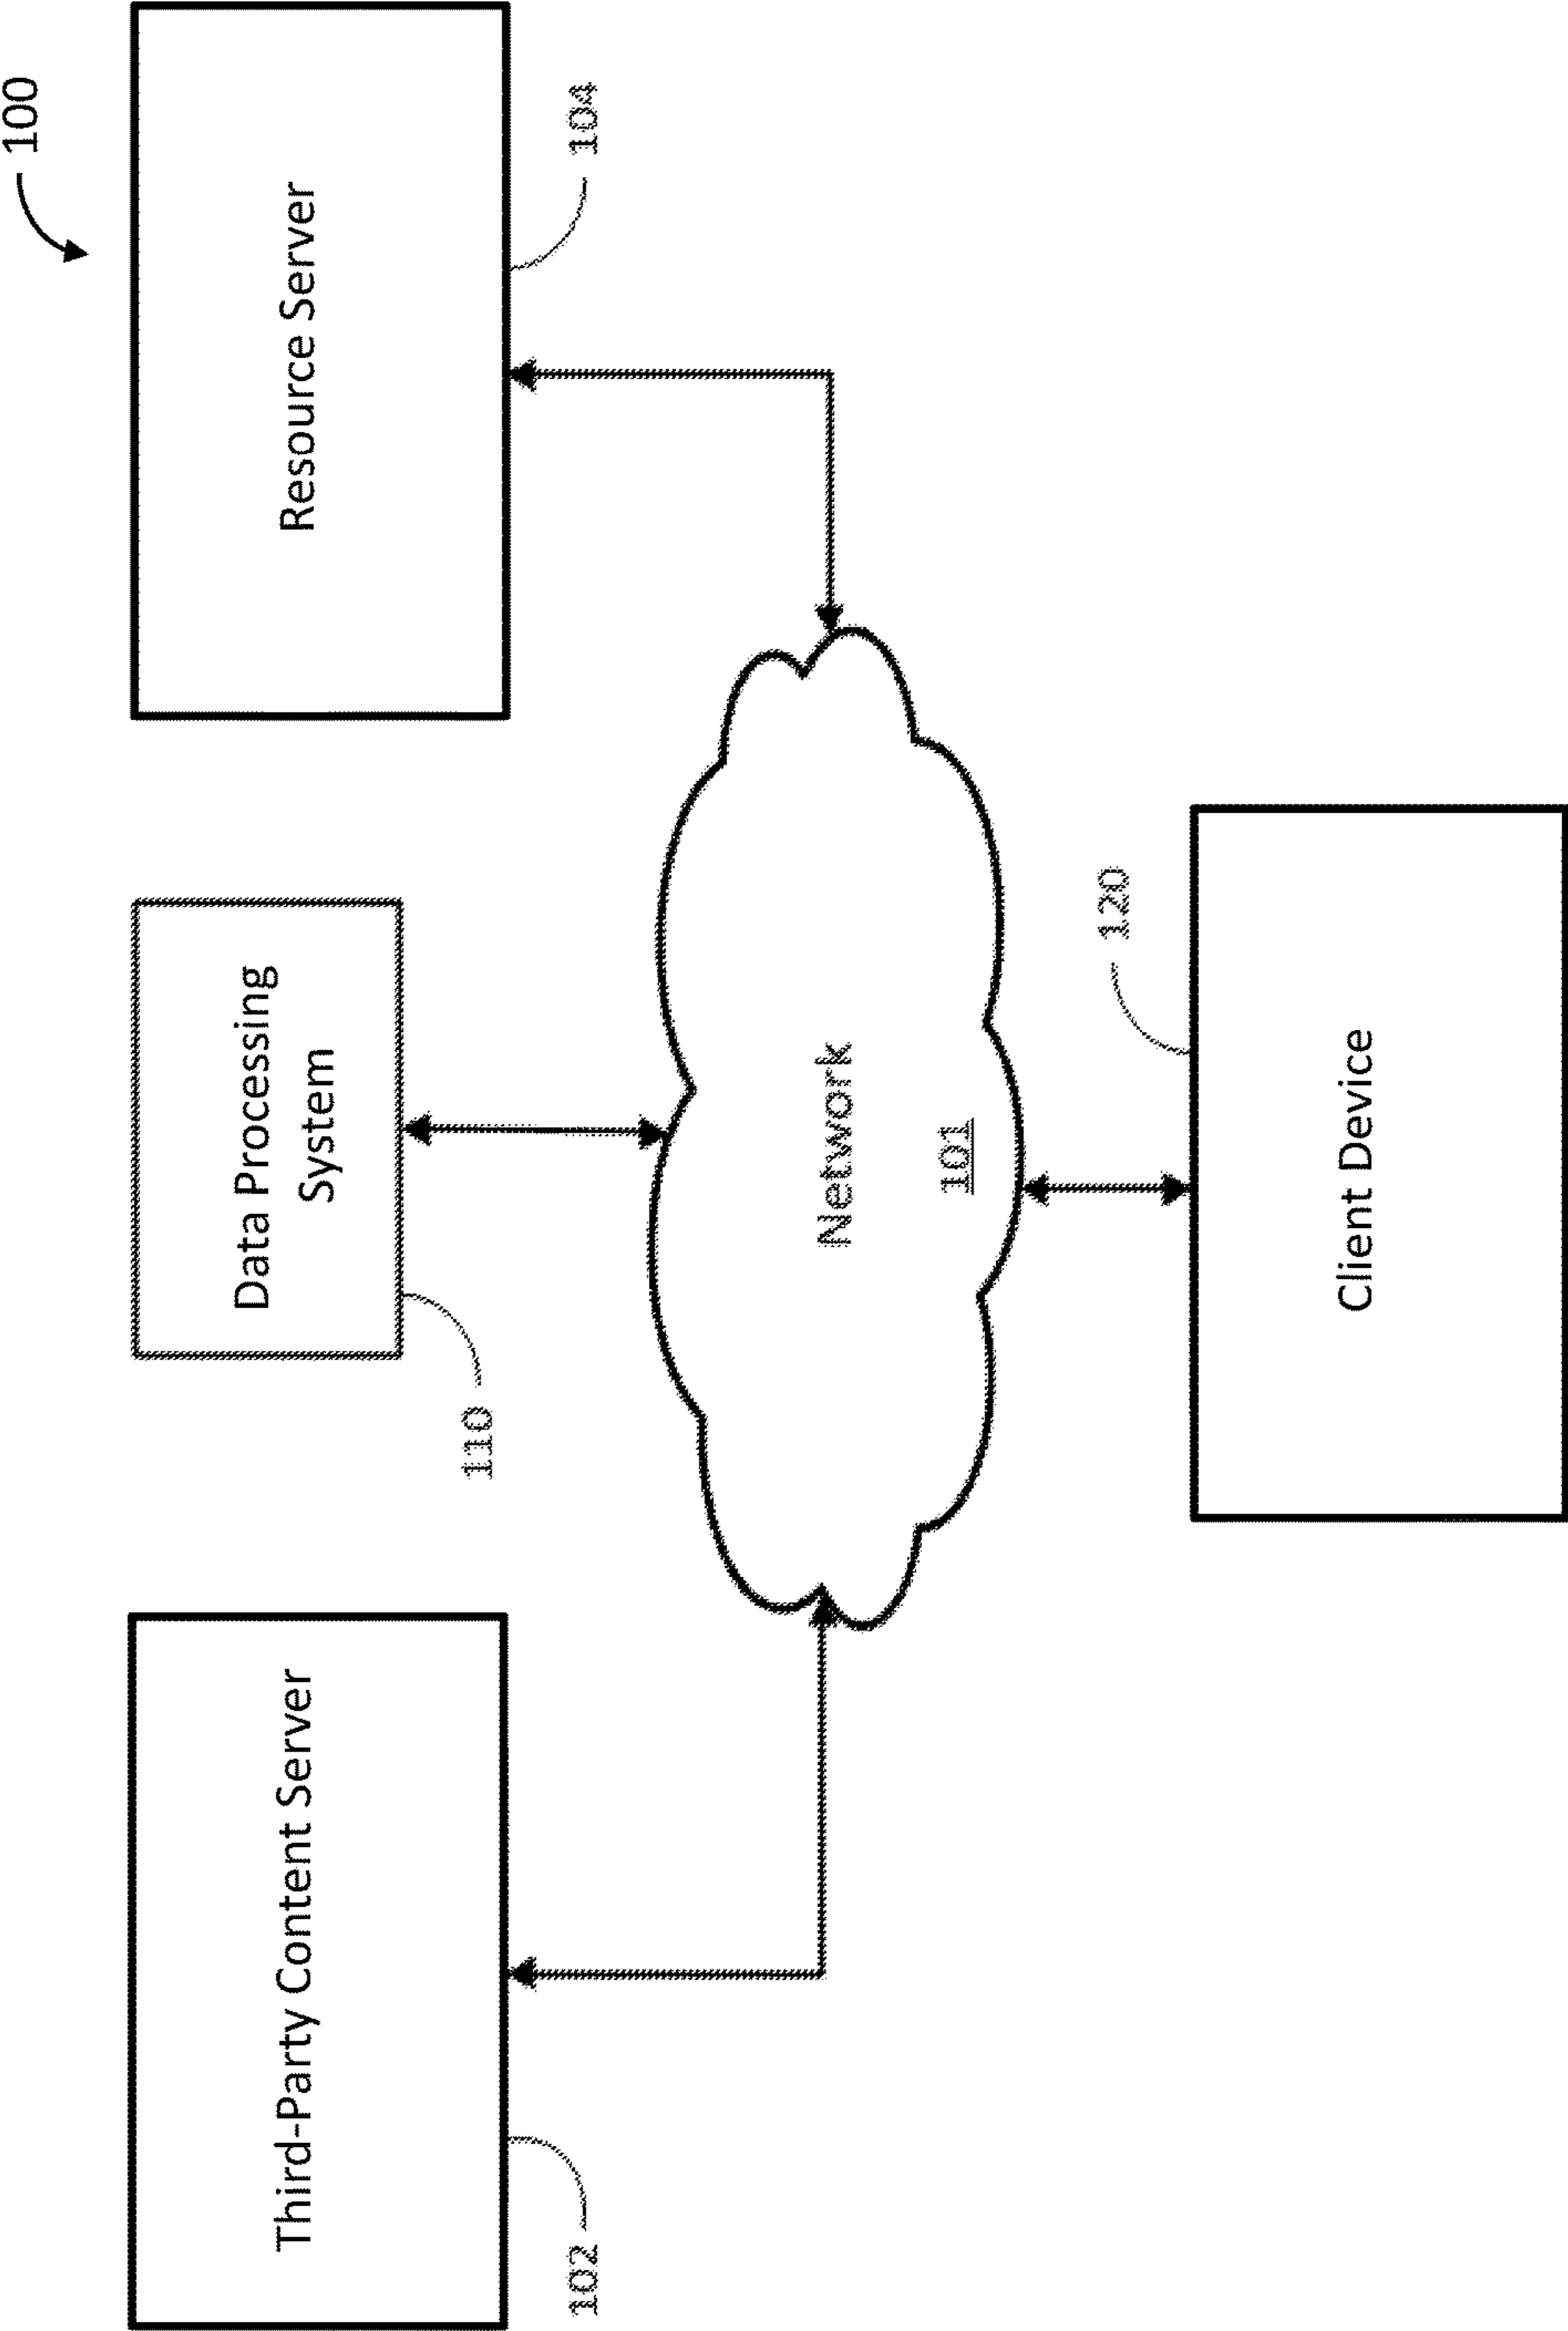 100
Third-Party Content Server
Data Processing
System
Resource Server
102
110
104
Network
101
120
Client Device